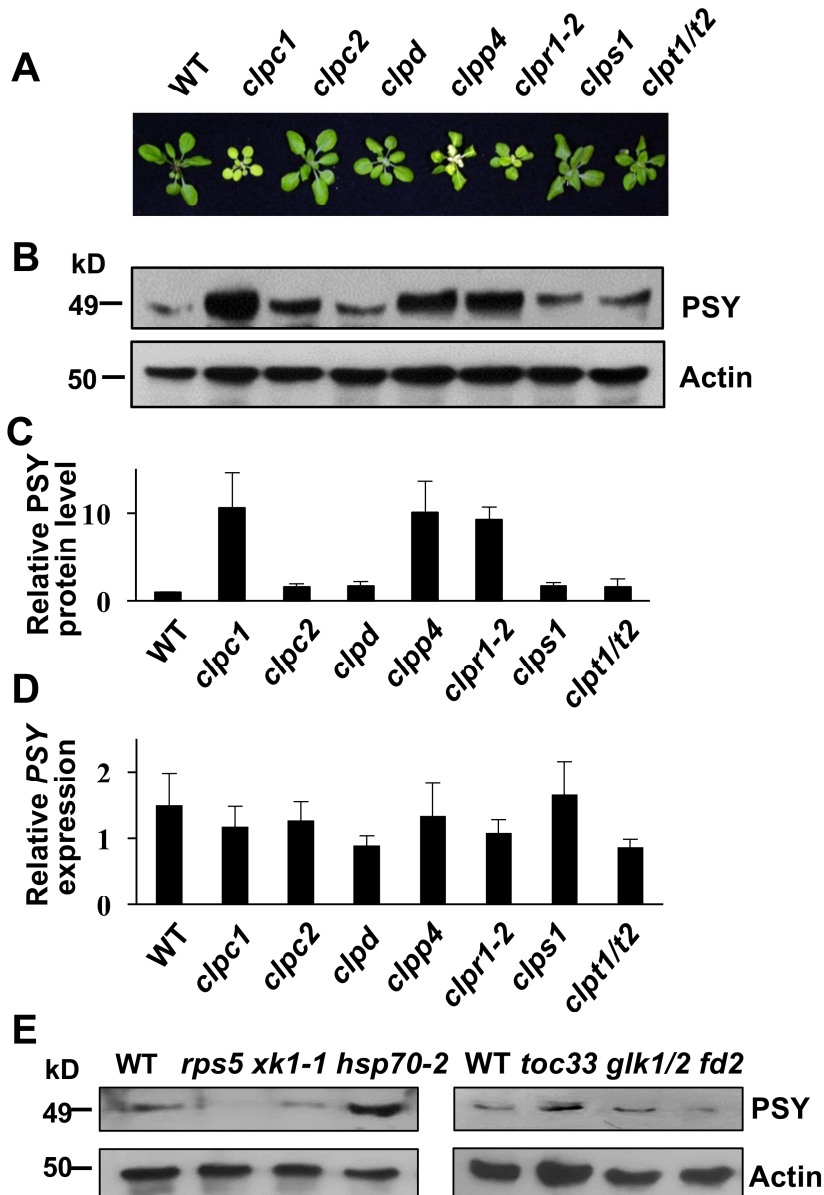 A
WT clpc1 clpc2 clpd clpp4 clpr1-2 clps1 clpt1/t2
B
kD
49
PSY
50
Actin
C
Relative PSY
protein level
10
0
WT clpc1 clpc2 clpd clpp4 clpr1-2 clps1 clpt1/t2
D
Relative PSY
expression
2
1
0
WT clpc1 clpc2 clpd clpp4 clpr1-2 clps1 clpt1/t2
E
kD
WT rps5 xk1-1 hsp70-2 WT toc33 glk1/2 fd2
49
PSY
50
Actin